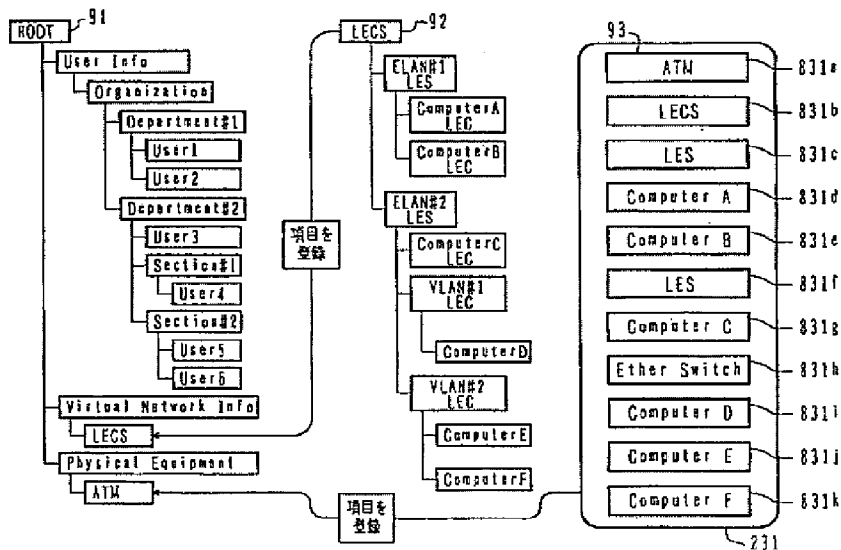 ROOT
91
User Info
Organization
Department#1
User1
User2
Department#2
User3
Section#1
User4
Section#2
User5
User6
Virtual Network Info
LECS
Physical Equipment
ATM
項目を
登録
LECS
92
ELAN#1
LES
ComputerA
LEC
ComputerB
LEC
ELAN#2
LES
ComputerC
LEC
VLAN#1
LEC
ComputerD
VLAN#2
LEC
ComputerE
ComputerF
項目を
登録
93
ATM
831a
LECS
831b
LES
831c
Computer A
831d
Computer B
831e
LES
831f
Computer C
831g
Ether Switch
831h
Computer D
831i
Computer E
831j
Computer F
831k
231